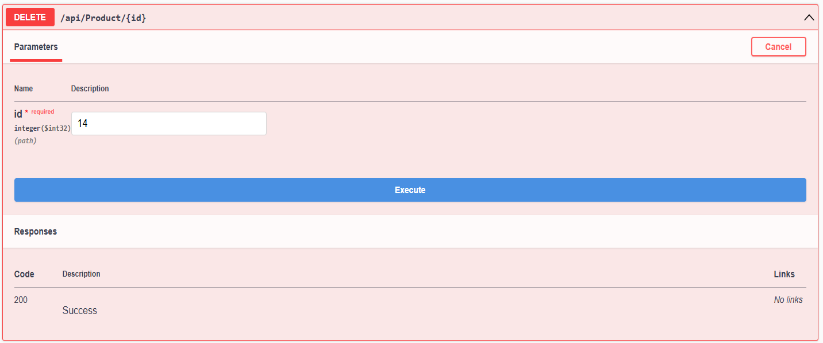 DELETE /api/Product/{id}
Parameters Cancel
Name Description
id * required
integer($int32)
(path)
14
Execute
Responses
Code Description Links
200 Success No links